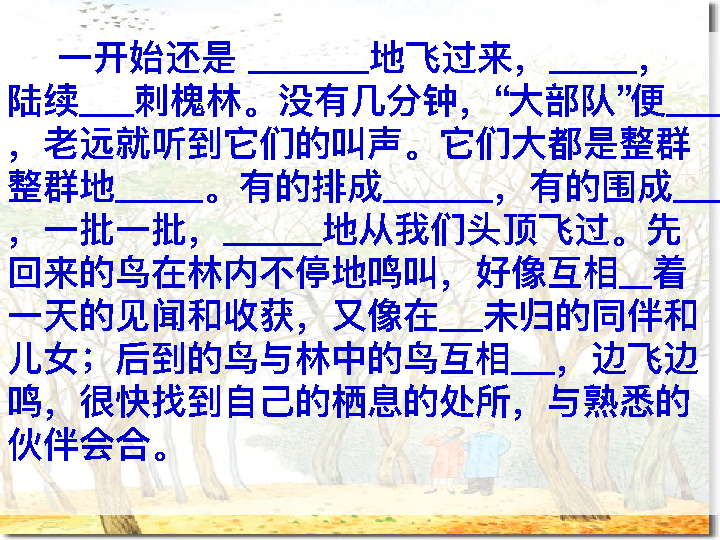 一开始还是 _______地飞过来，_____，
陆续___刺槐林。没有几分钟，“大部队”便___
，老远就听到它们的叫声。它们大都是整群
整群地_____。有的排成______，有的围成___
，一批一批，______地从我们头顶飞过。先
回来的鸟在林内不停地鸣叫，好像互相__着
一天的见闻和收获，又像在___未归的同伴和
儿女；后到的鸟与林中的鸟互相___，边飞边
鸣，很快找到自己的栖息的处所，与熟悉的
伙伴会合。